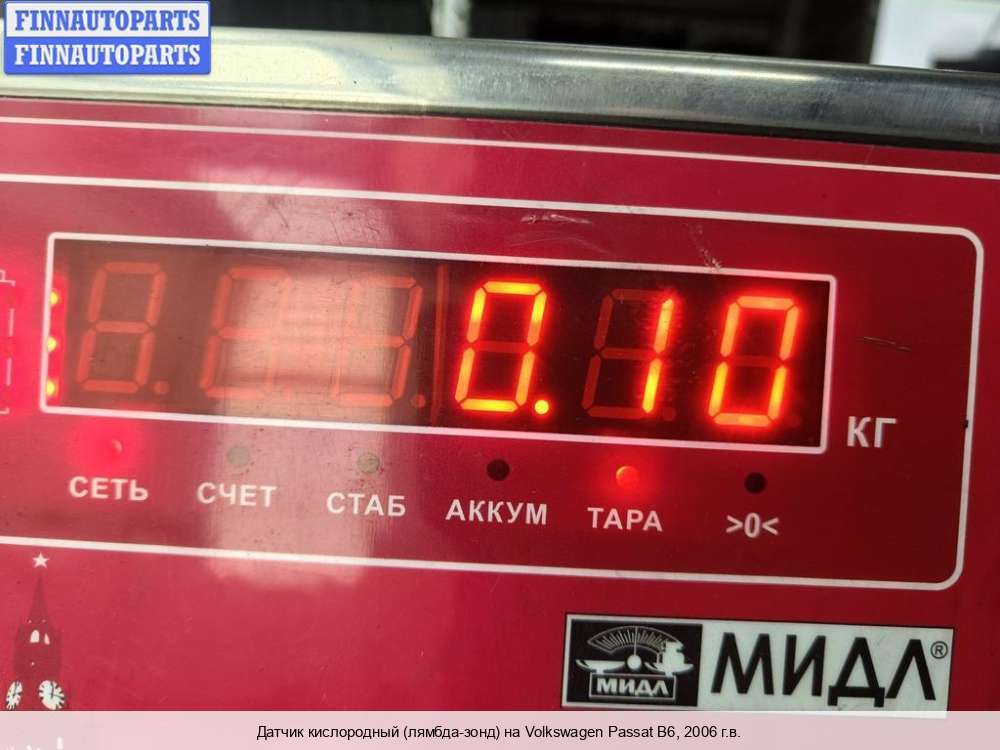 FINNAUTOPARTS
FINNAUTOPARTS
0.10
КГ
СЕТЬ СЧЕТ СТАБ АККУМ ТАРА >0<
МИДЛ МИДЛ®
Датчик кислородный (лямбда-зонд) на Volkswagen Passat B6, 2006 г.в.